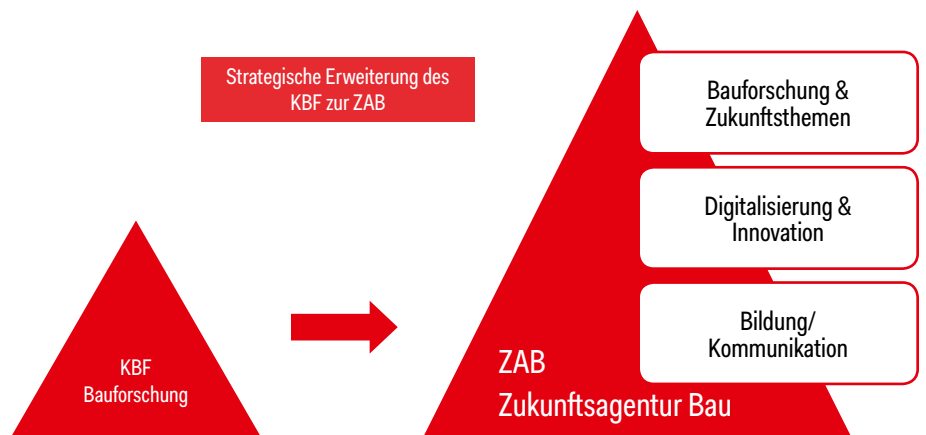 Strategische Erweiterung des
KBF zur ZAB
KBF
Bauforschung
ZAB
Zukunftsagentur Bau
Bauforschung &
Zukunftsthemen
Digitalisierung &
Innovation
Bildung/
Kommunikation